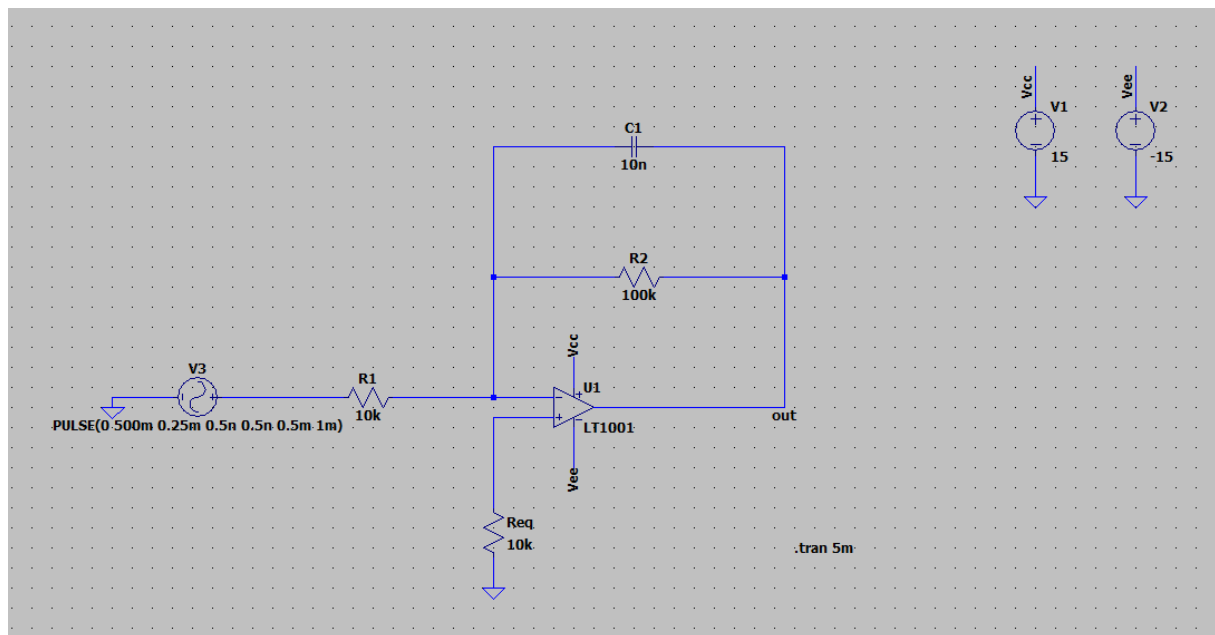 C1
10n
R2
100k
Vcc
V1
15
Vee
V2
-15
V3
PULSE(0 500m 0.25m 0.5n 0.5n 0.5m 1m)
R1
10k
Vcc
U1
LT1001
out
Vee
Req
10k
.tran 5m